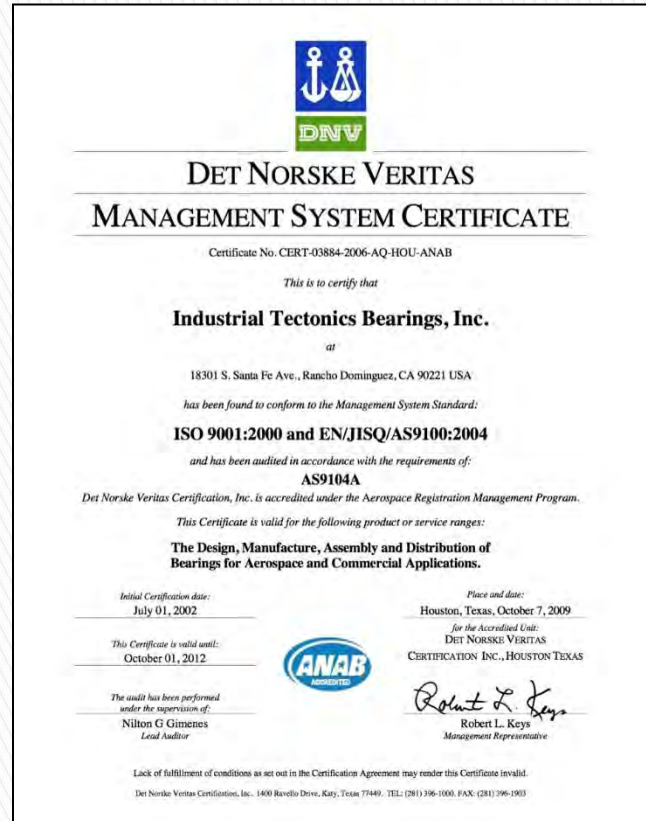 DNV
DET NORSKE VERITAS
MANAGEMENT SYSTEM CERTIFICATE
Certificate No. CERT-03884-2006-AQ-HOU-ANAB
This is to certify that
Industrial Tectonics Bearings, Inc.
at
18301 S. Santa Fe Ave., Rancho Dominguez, CA 90221 USA
has been found to conform to the Management System Standard:
ISO 9001:2000 and EN/JISQ/AS9100:2004
and has been audited in accordance with the requirements of:
AS9104A
Det Norske Veritas Certification, Inc. is accredited under the Aerospace Registration Management Program.
This Certificate is valid for the following product or service ranges:
The Design, Manufacture, Assembly and Distribution of
Bearings for Aerospace and Commercial Applications.
Initial Certification date:
July 01, 2002
This Certificate is valid until:
October 01, 2012
The audit has been performed
under the supervision of:
Nilton G Gimenes
Lead Auditor
ANAB
ACCREDITED
Place and date:
Houston, Texas, October 7, 2009
for the Accredited Unit:
DET NORSKE VERITAS
CERTIFICATION INC., HOUSTON TEXAS
Robert L. Keys
Robert L. Keys
Management Representative
Lack of fulfillment of conditions as set out in the Certification Agreement may render this Certificate invalid.
Det Norske Veritas Certification, Inc. 1400 Ravello Drive, Katy, Texas 77449. TEL: (281) 396-1000. FAX: (281) 396-1903